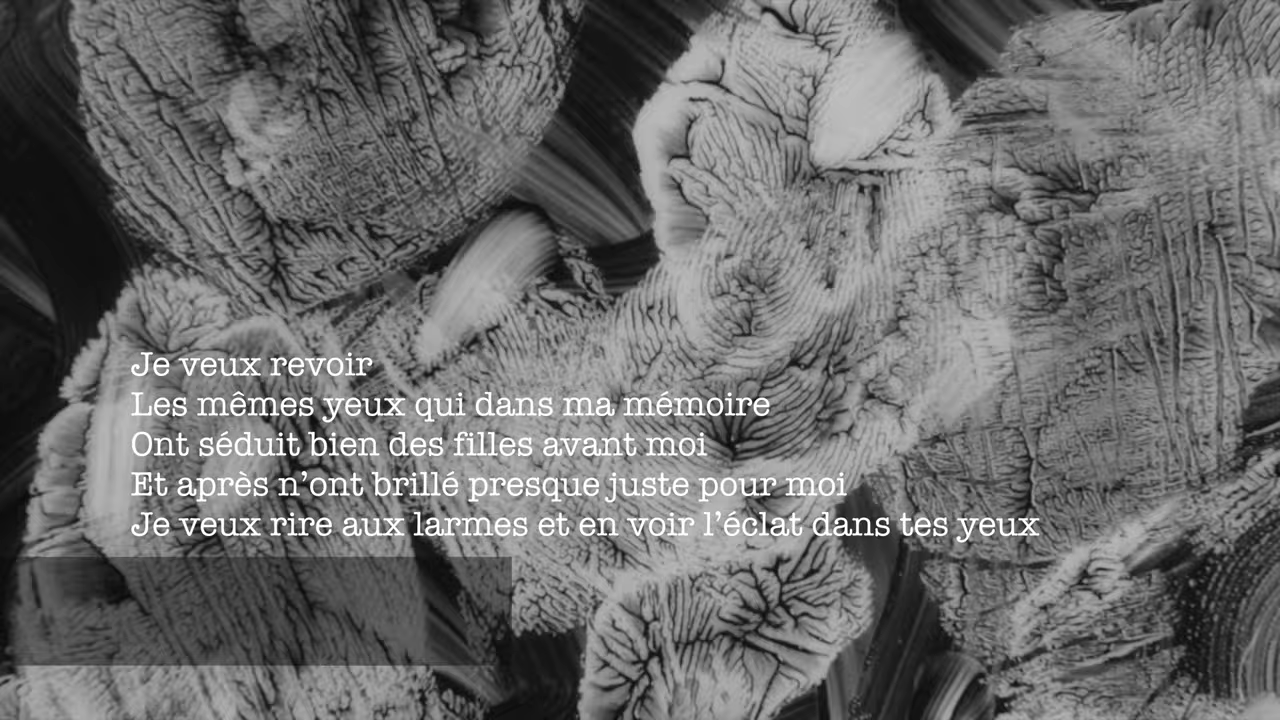 Je veux revoir
Les mêmes yeux qui dans ma mémoire
Ont séduit bien des filles avant moi
Et après n’ont brillé presque juste pour moi
Je veux rire aux larmes et en voir l’éclat dans tes yeux